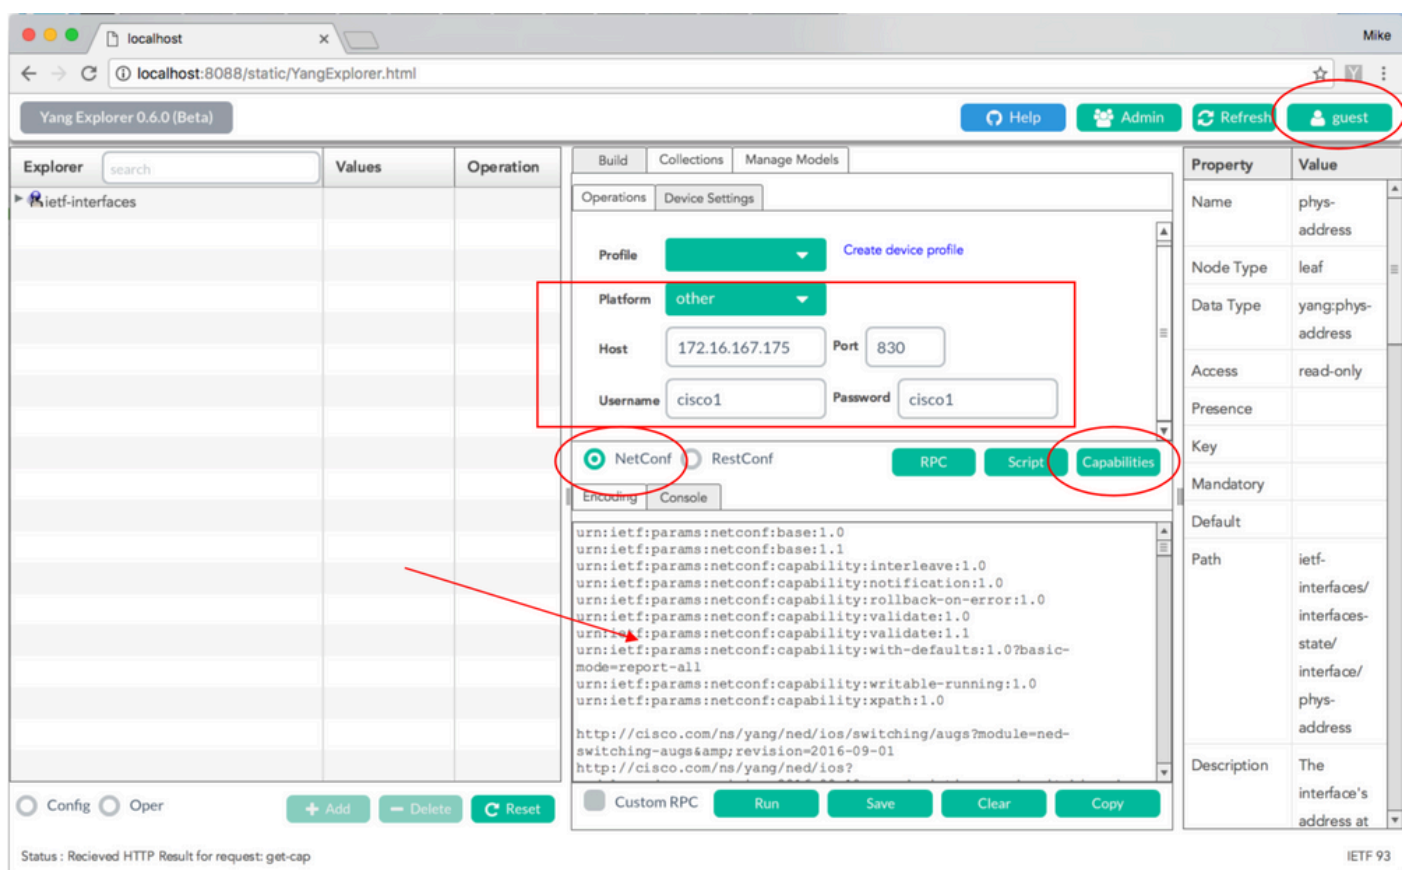 localhost
Mike
localhost:8088/static/YangExplorer.html
Yang Explorer 0.6.0 (Beta)
Help
Admin
Refresh
guest
Explorer
search
Values
Operation
ietf-interfaces
Config
Oper
Add
Delete
Reset
Build
Collections
Manage Models
Operations
Device Settings
Profile
Create device profile
Platform
other
Host
172.16.167.175
Port
830
Username
cisco1
Password
cisco1
NetConf
RestConf
RPC
Script
Capabilities
Encoding
Console
urn:ietf:params:netconf:base:1.0
urn:ietf:params:netconf:base:1.1
urn:ietf:params:netconf:capability:interleave:1.0
urn:ietf:params:netconf:capability:notification:1.0
urn:ietf:params:netconf:capability:rollback-on-error:1.0
urn:ietf:params:netconf:capability:validate:1.0
urn:ietf:params:netconf:capability:validate:1.1
urn:ietf:params:netconf:capability:with-defaults:1.0?basic-
mode=report-all
urn:ietf:params:netconf:capability:writable-running:1.0
urn:ietf:params:netconf:capability:xpath:1.0
http://cisco.com/ns/yang/ned/ios/switching/augs?module=ned-
switching-augs&amp;revision=2016-09-01
http://cisco.com/ns/yang/ned/ios?
Custom RPC
Run
Save
Clear
Copy
Property
Value
Name
phys-
address
Node Type
leaf
Data Type
yang:phys-
address
Access
read-only
Presence
Key
Mandatory
Default
Path
ietf-
interfaces/
interfaces-
state/
interface/
phys-
address
Description
The
interface's
address at
Status : Recieved HTTP Result for request: get-cap
IETF 93